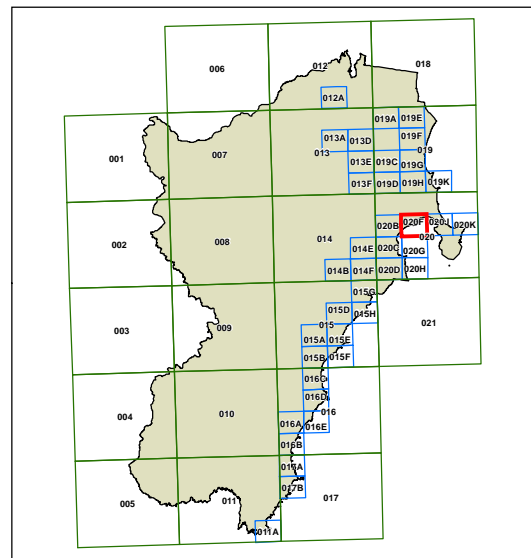 012
018
006
012A
019A 019E
013A 013D 019F
013 019
001 007
013E 019C 019G
013F 019D 019H 019K
020B 020F 020J 020K
020
002 008 014
014E 020C 020G
014B 014F 020D 020H
015G
015D 015H
003 009 015 021
015A 015E
015B 015F
016C
016D
004 010 016
016A 016E
016B
017A
017B
005 011 017
011A